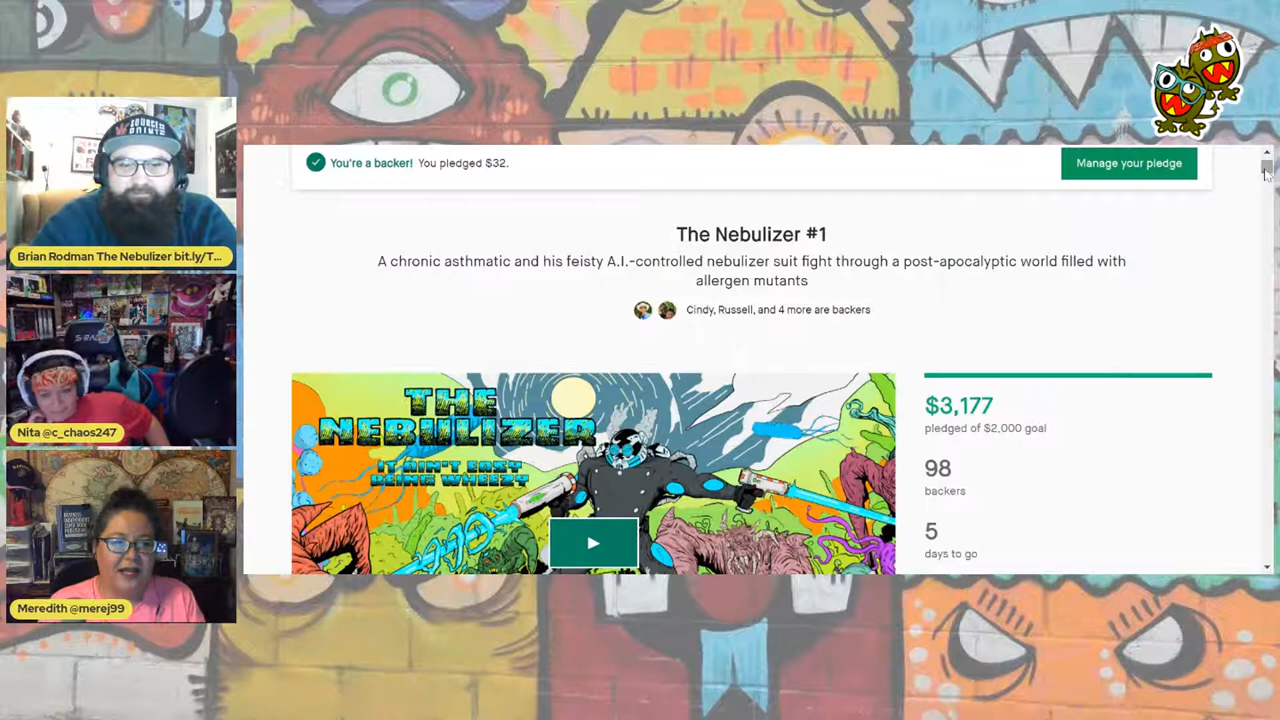 You're a backer! You pledged $32.
Manage your pledge
The Nebulizer #1
A chronic asthmatic and his feisty A.I.-controlled nebulizer suit fight through a post-apocalyptic world filled with
allergen mutants
Cindy, Russell, and 4 more are backers
THE
NEBULIZER
IT AIN'T EASY
BEING WHEEZY
$3,177
pledged of $2,000 goal
98
backers
5
days to go
SOURCE
POINT
Brian Rodman The Nebulizer bit.ly/T...
Nita @c_chaos247
Meredith @merej99